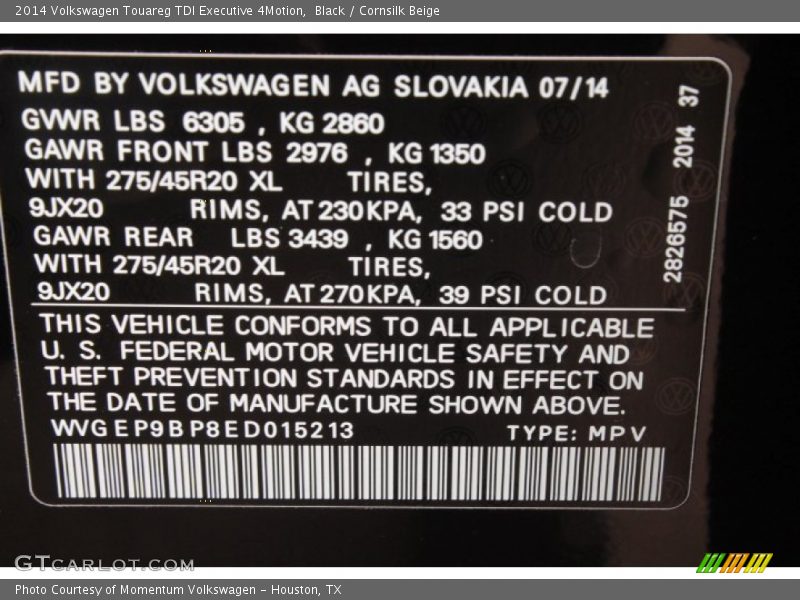 2014 Volkswagen Touareg TDI Executive 4Motion,  Black / Cornsilk Beige
MFD BY VOLKSWAGEN AG SLOVAKIA 07/14
GVWR LBS 6305 , KG 2860
GAWR FRONT LBS 2976 , KG 1350
WITH 275/45R20 XL TIRES,
9JX20 RIMS, AT 230KPA, 33 PSI COLD
GAWR REAR LBS 3439 , KG 1560
WITH 275/45R20 XL TIRES,
9JX20 RIMS, AT 270KPA, 39 PSI COLD
THIS VEHICLE CONFORMS TO ALL APPLICABLE
U. S. FEDERAL MOTOR VEHICLE SAFETY AND
THEFT PREVENTION STANDARDS IN EFFECT ON
THE DATE OF MANUFACTURE SHOWN ABOVE.
WVGEP9BP8ED015213 TYPE: MPV
2826575 2014 37
GTCARLOT.COM
Photo Courtesy of Momentum Volkswagen - Houston, TX